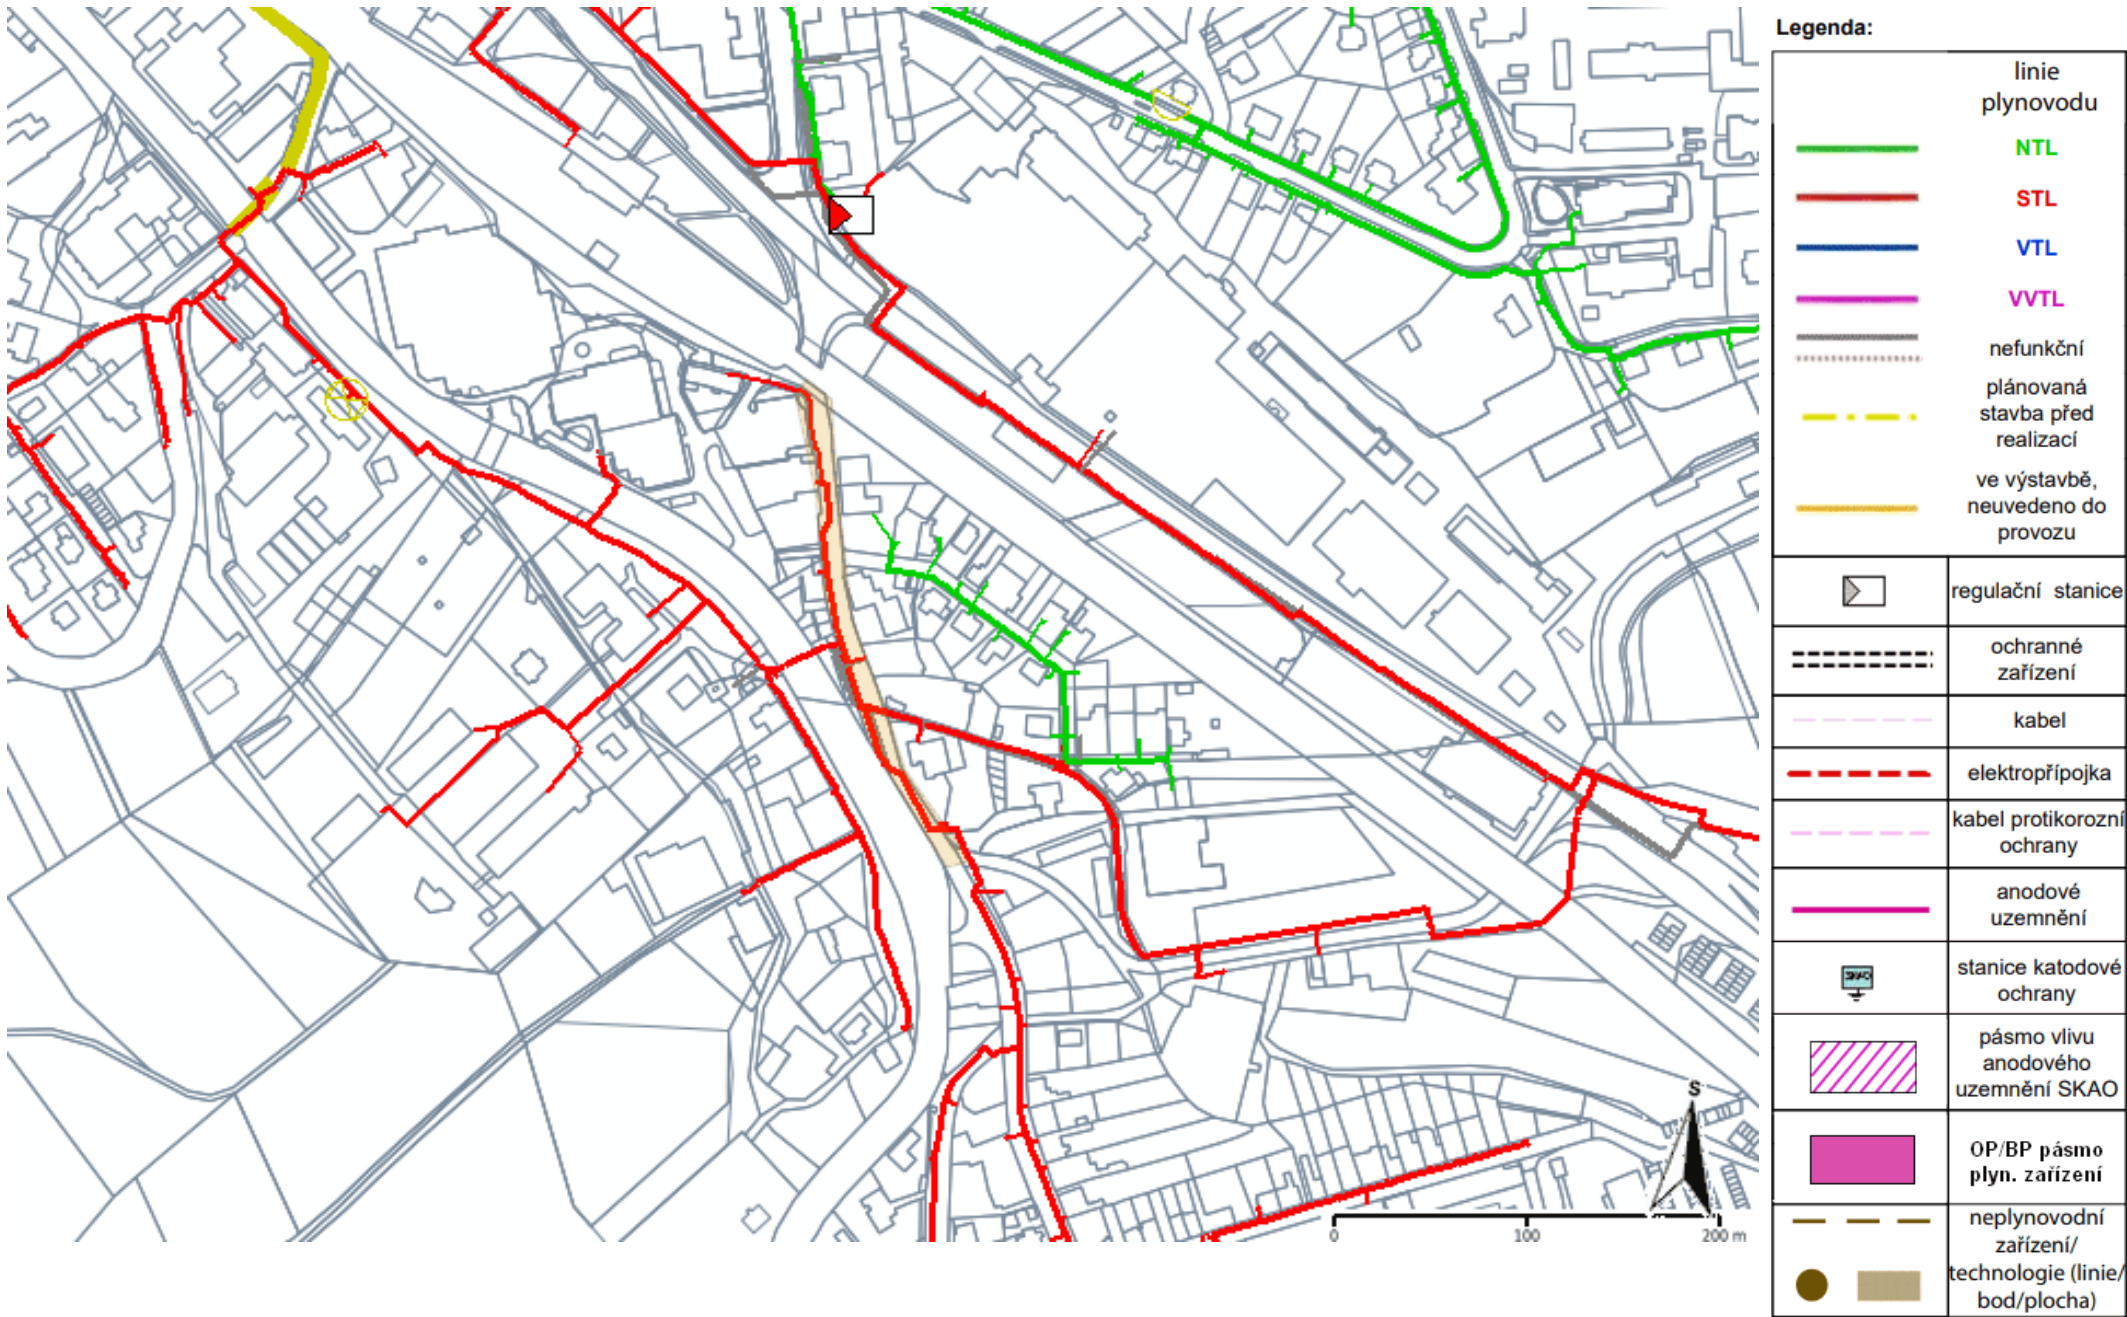 Legenda:
linie
plynovodu
NTL
STL
VTL
VVTL
nefunkční
plánovaná
stavba před
realizací
ve výstavbě,
neuvedeno do
provozu
regulační stanice
ochranné
zařízení
kabel
elektropřípojka
kabel protikorozní
ochrany
anodové
uzemnění
SKAO
stanice katodové
ochrany
pásmo vlivu
anodového
uzemnění SKAO
OP/BP pásmo
plyn. zařízení
neplynovodní
zařízení/
technologie (linie/
bod/plocha)
S
0 100 200 m